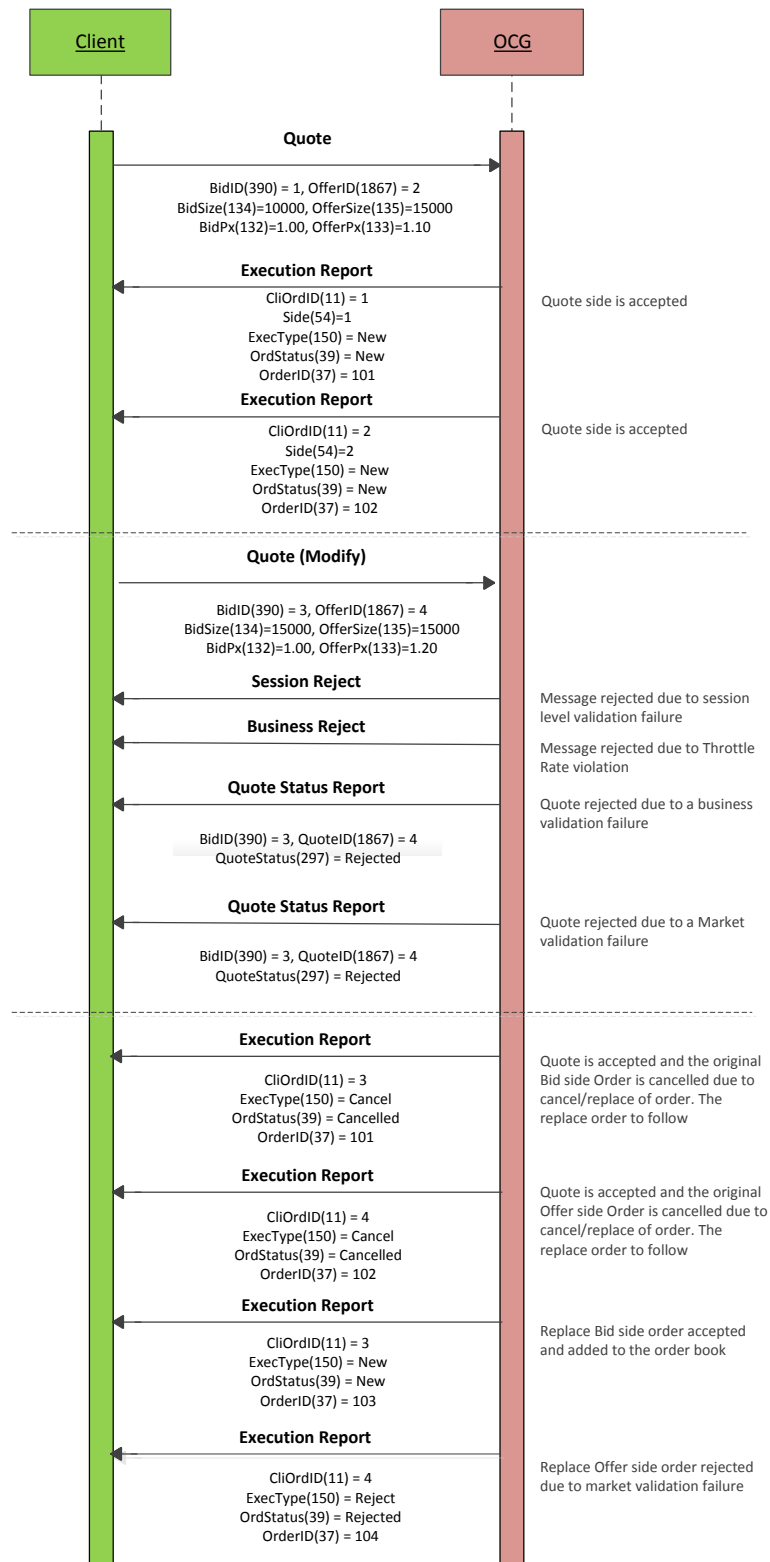 Client
OCG
Quote
BidID(390) = 1, OfferID(1867) = 2
BidSize(134)=10000, OfferSize(135)=15000
BidPx(132)=1.00, OfferPx(133)=1.10
Execution Report
CliOrdID(11) = 1
Side(54)=1
ExecType(150) = New
OrdStatus(39) = New
OrderID(37) = 101
Quote side is accepted
Execution Report
CliOrdID(11) = 2
Side(54)=2
ExecType(150) = New
OrdStatus(39) = New
OrderID(37) = 102
Quote side is accepted
Quote (Modify)
BidID(390) = 3, OfferID(1867) = 4
BidSize(134)=15000, OfferSize(135)=15000
BidPx(132)=1.00, OfferPx(133)=1.20
Session Reject
Message rejected due to session
level validation failure
Business Reject
Message rejected due to Throttle
Rate violation
Quote Status Report
Quote rejected due to a business
validation failure
BidID(390) = 3, QuoteID(1867) = 4
QuoteStatus(297) = Rejected
Quote Status Report
Quote rejected due to a Market
validation failure
BidID(390) = 3, QuoteID(1867) = 4
QuoteStatus(297) = Rejected
Execution Report
CliOrdID(11) = 3
ExecType(150) = Cancel
OrdStatus(39) = Cancelled
OrderID(37) = 101
Quote is accepted and the original
Bid side Order is cancelled due to
cancel/replace of order. The
replace order to follow
Execution Report
CliOrdID(11) = 4
ExecType(150) = Cancel
OrdStatus(39) = Cancelled
OrderID(37) = 102
Quote is accepted and the original
Offer side Order is cancelled due to
cancel/replace of order. The
replace order to follow
Execution Report
CliOrdID(11) = 3
ExecType(150) = New
OrdStatus(39) = New
OrderID(37) = 103
Replace Bid side order accepted
and added to the order book
Execution Report
CliOrdID(11) = 4
ExecType(150) = Reject
OrdStatus(39) = Rejected
OrderID(37) = 104
Replace Offer side order rejected
due to market validation failure